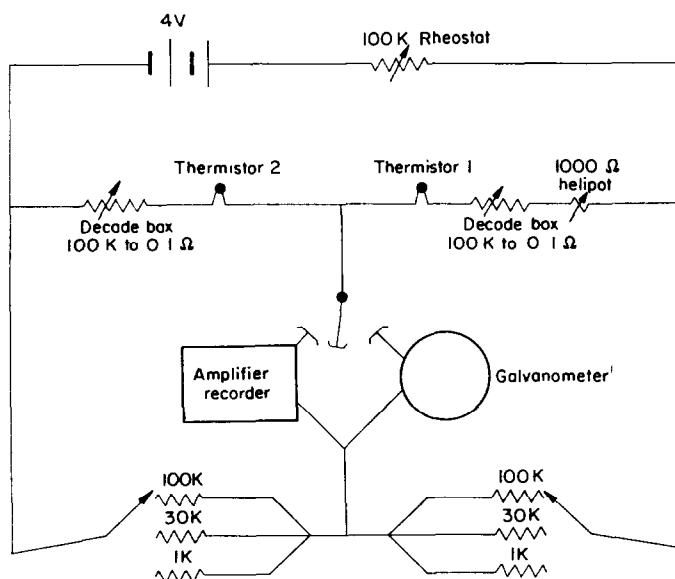 4V
100 K Rheostat
Thermistor 2
Thermistor 1
1000 Ω
helipot
Decade box
100 K to 0 1 Ω
Decade box
100 K to 0 1 Ω
Amplifier
recorder
Galvanometer'
100K
30K
1K
100K
30K
1K